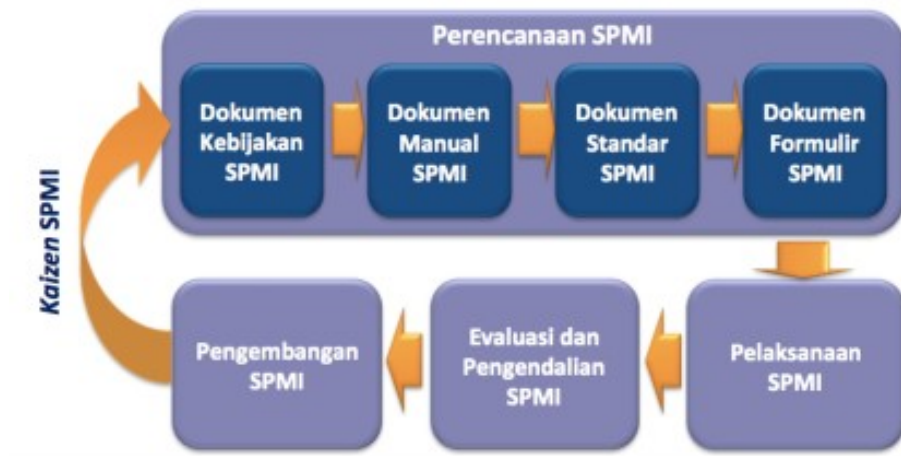 Perencanaan SPMI
Dokumen
Kebijakan
SPMI
Dokumen
Manual
SPMI
Dokumen
Standar
SPMI
Dokumen
Formulir
SPMI
Kaizen SPMI
Pengembangan
SPMI
Evaluasi dan
Pengendalian
SPMI
Pelaksanaan
SPMI